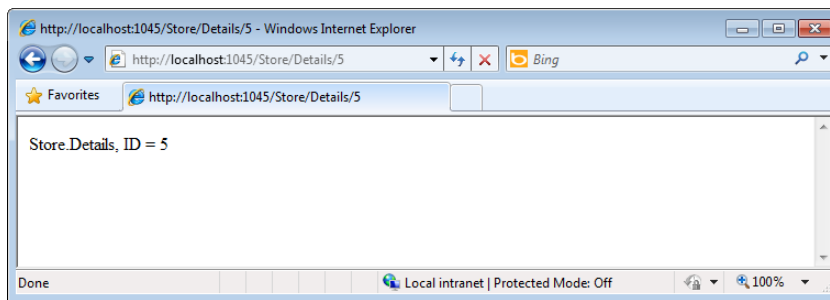 http://localhost:1045/Store/Details/5 - Windows Internet Explorer
http://localhost:1045/Store/Details/5 Bing
Favorites http://localhost:1045/Store/Details/5
Store.Details, ID = 5
Done Local intranet | Protected Mode: Off 100%